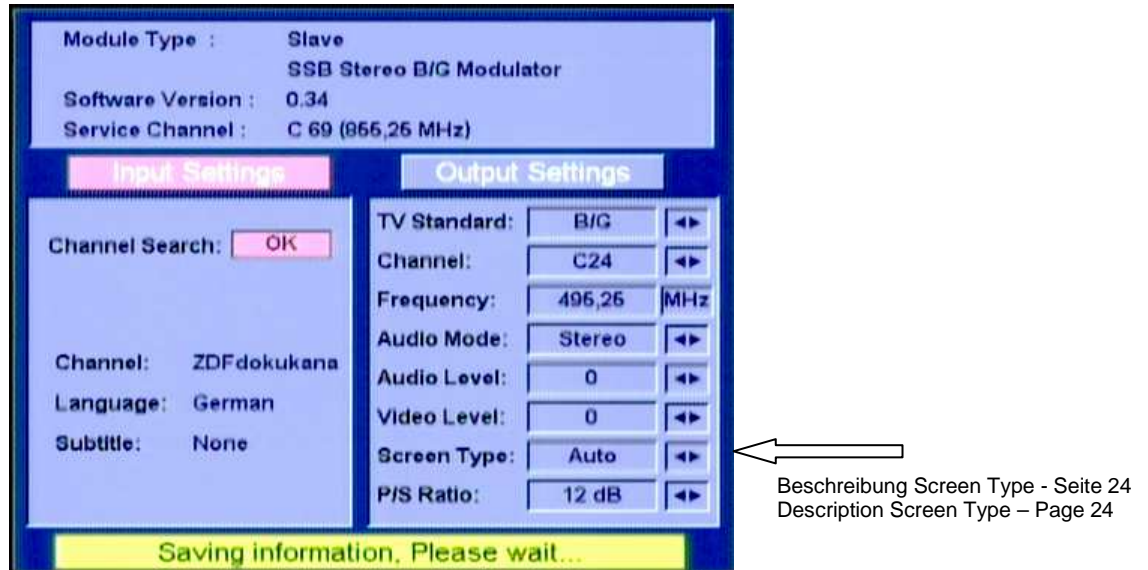 Module Type : Slave
SSB Stereo B/G Modulator
Software Version : 0.34
Service Channel : C 69 (855,25 MHz)
Input Settings
Output Settings
Channel Search: OK
Channel: ZDFdokukana
Language: German
Subtitle: None
TV Standard: B/G ◄►
Channel: C24 ◄►
Frequency: 495,25 MHz
Audio Mode: Stereo ◄►
Audio Level: 0 ◄►
Video Level: 0 ◄►
Screen Type: Auto ◄►
P/S Ratio: 12 dB ◄►
Saving information, Please wait...
Beschreibung Screen Type - Seite 24
Description Screen Type – Page 24